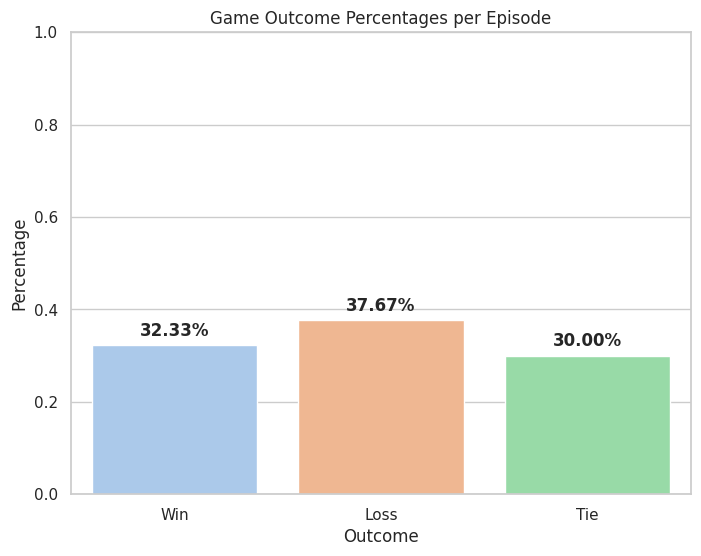 Game Outcome Percentages per Episode
1.0
0.8
0.6
0.4
0.2
0.0
Percentage
32.33%
37.67%
30.00%
Win
Loss
Tie
Outcome